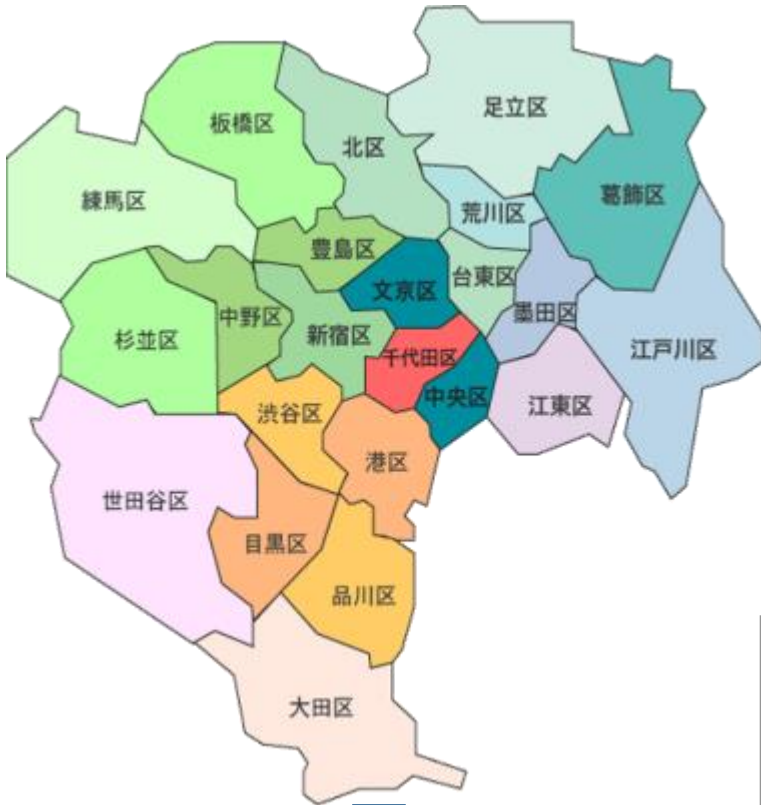 足立区
板橋区
北区
葛飾区
練馬区
荒川区
豊島区
台東区
文京区
墨田区
中野区
新宿区
杉並区
江戸川区
千代田区
中央区
江東区
渋谷区
港区
世田谷区
目黒区
品川区
大田区